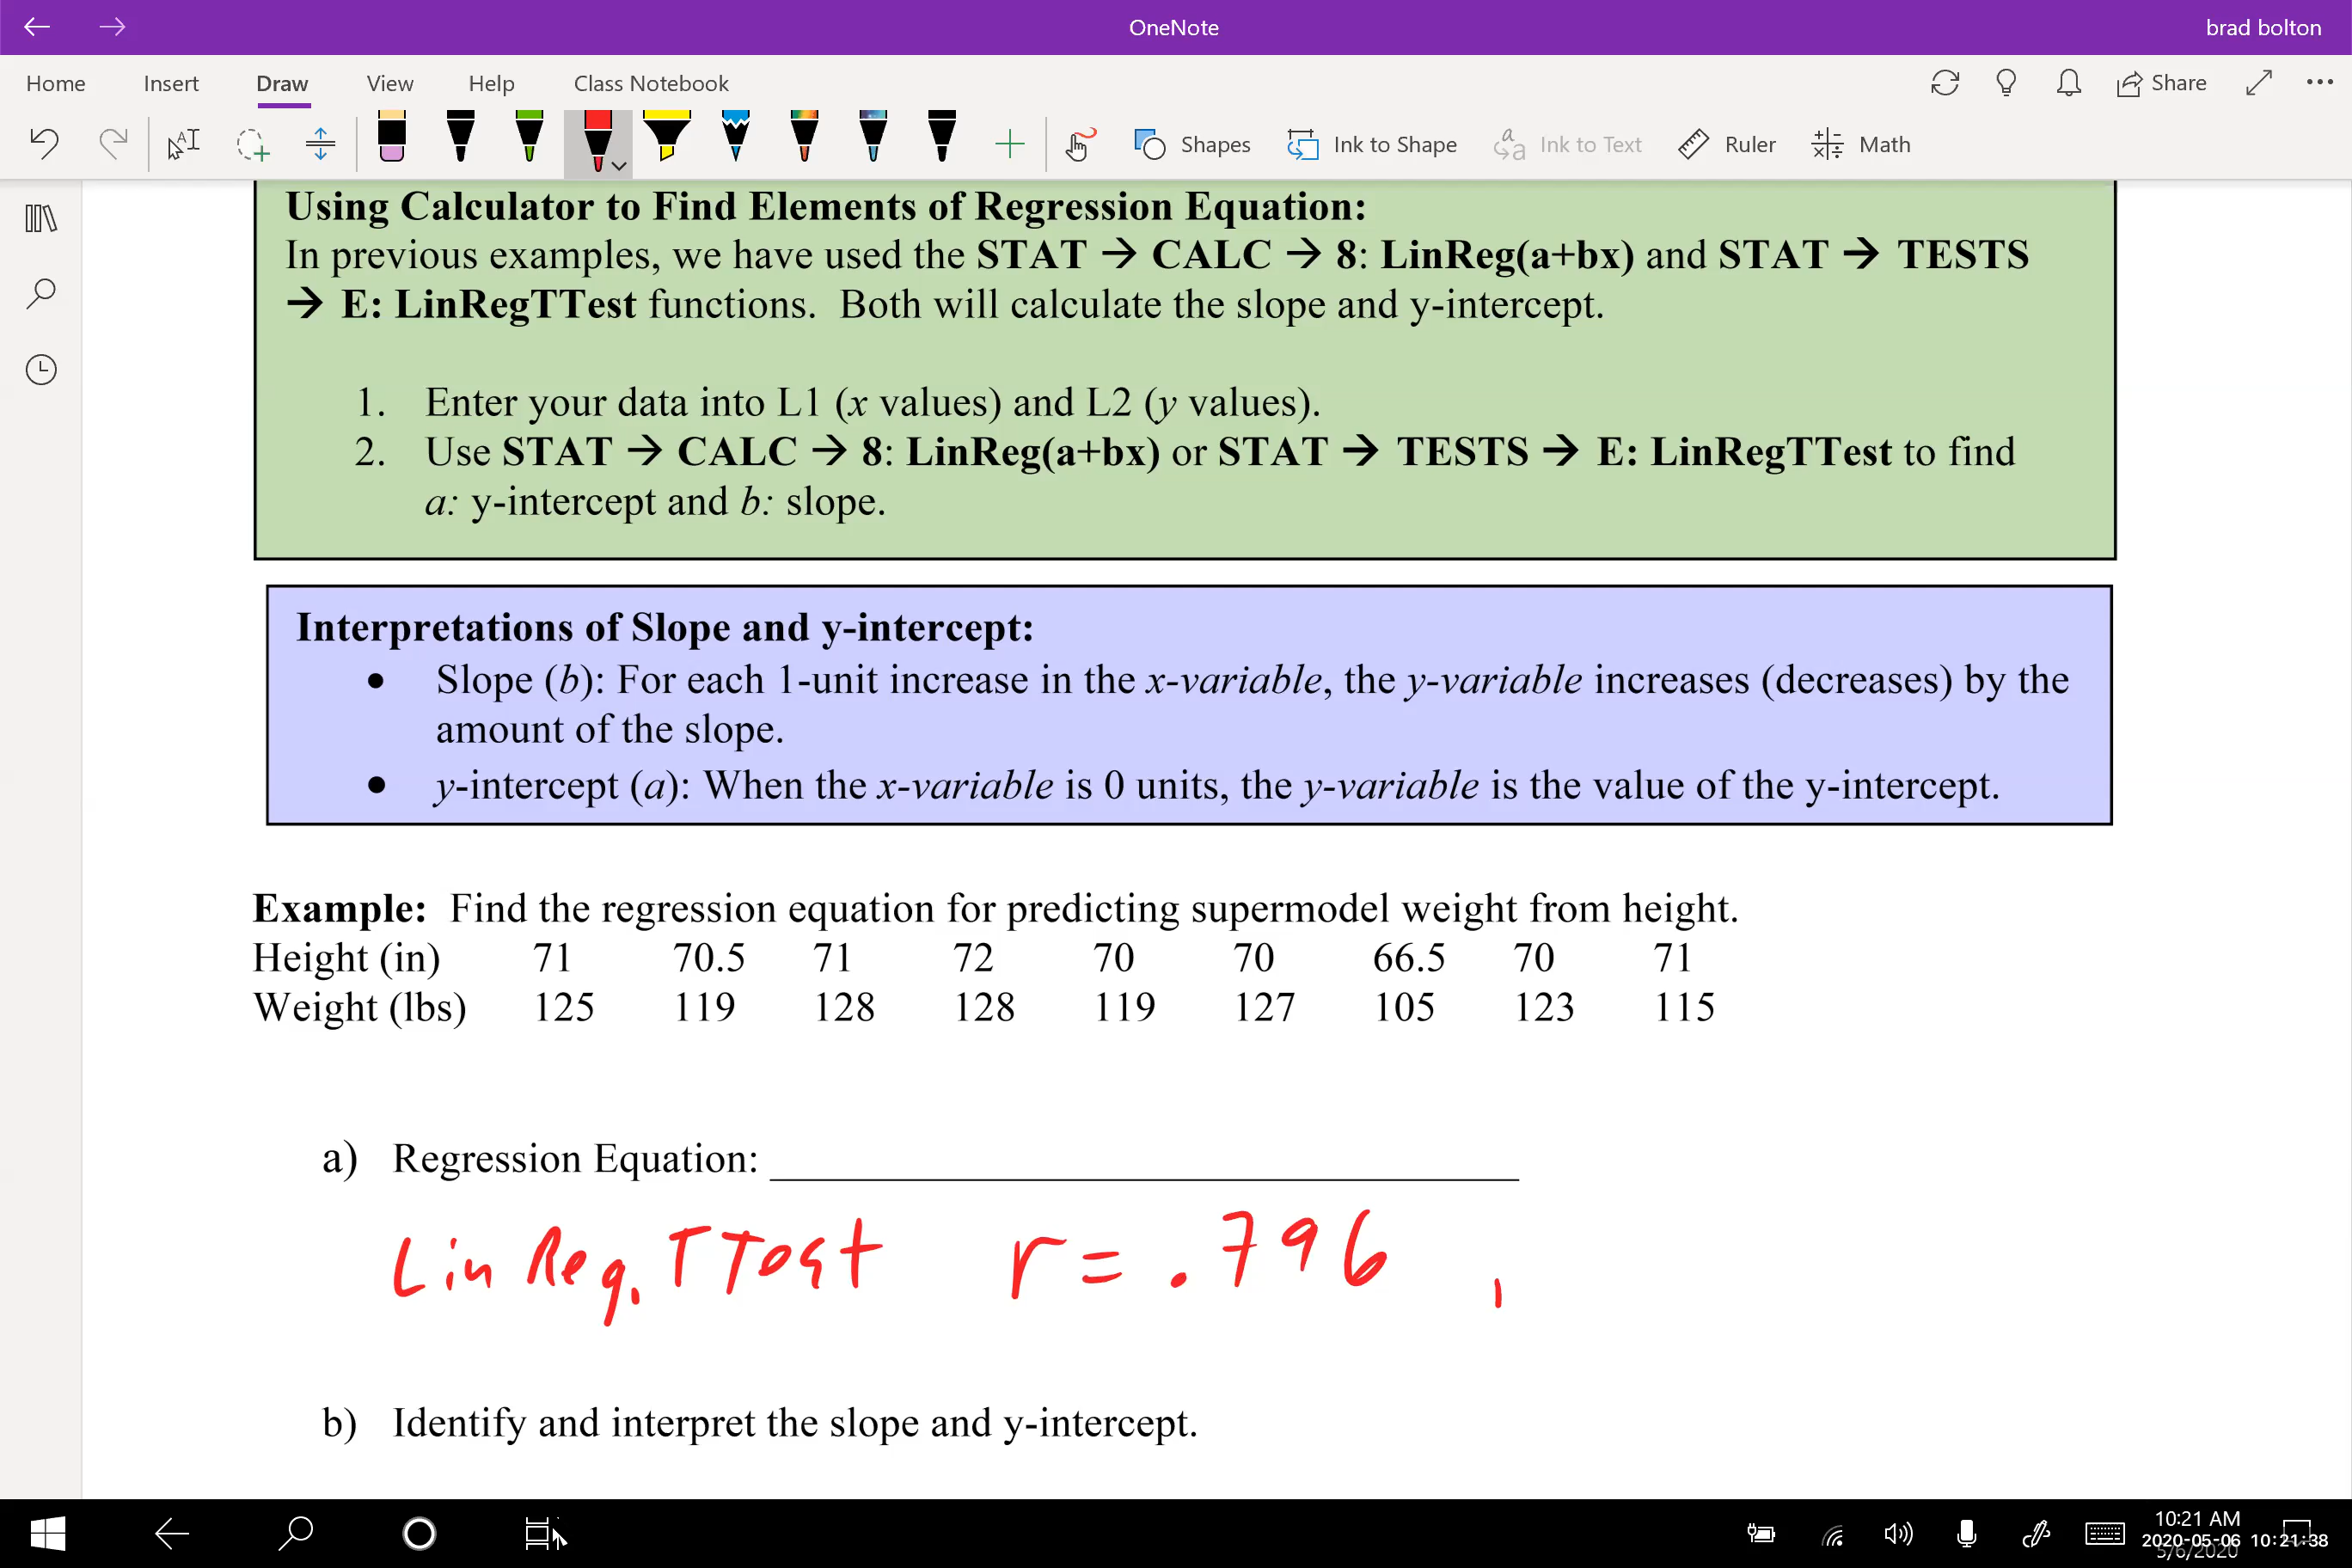 OneNote
brad bolton
Home Insert Draw View Help Class Notebook Share
Shapes Ink to Shape Ink to Text Ruler Math
Using Calculator to Find Elements of Regression Equation:
In previous examples, we have used the STAT → CALC → 8: LinReg(a+bx) and STAT → TESTS
→ E: LinRegTTest functions. Both will calculate the slope and y-intercept.
1. Enter your data into L1 (x values) and L2 (y values).
2. Use STAT → CALC → 8: LinReg(a+bx) or STAT → TESTS → E: LinRegTTest to find
a: y-intercept and b: slope.
Interpretations of Slope and y-intercept:
• Slope (b): For each 1-unit increase in the x-variable, the y-variable increases (decreases) by the
amount of the slope.
• y-intercept (a): When the x-variable is 0 units, the y-variable is the value of the y-intercept.
Example: Find the regression equation for predicting supermodel weight from height.
Height (in) 71 70.5 71 72 70 70 66.5 70 71
Weight (lbs) 125 119 128 128 119 127 105 123 115
a) Regression Equation:
Lin Reg. T Test r = .796
b) Identify and interpret the slope and y-intercept.
10:21 AM
2020-05-06 10:21:38
5/6/2020